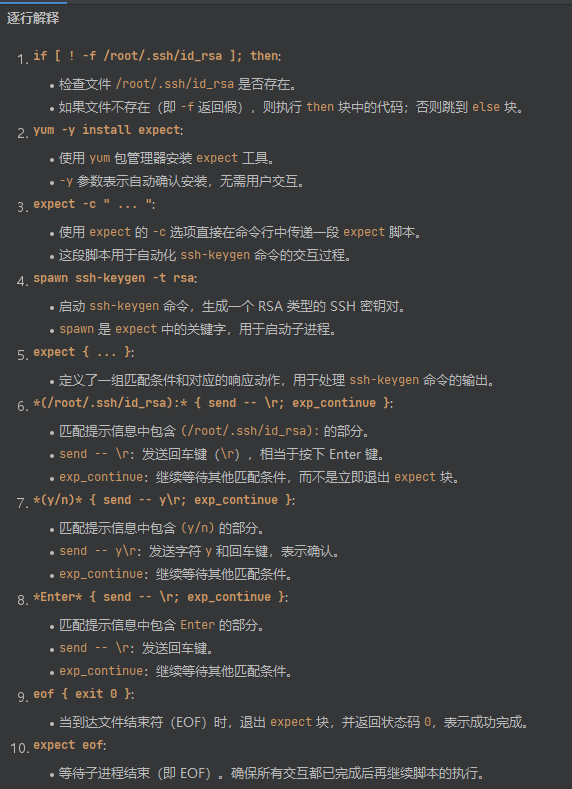 逐行解释
1. if [ ! -f /root/.ssh/id_rsa ]; then:
• 检查文件 /root/.ssh/id_rsa 是否存在。
• 如果文件不存在（即 -f 返回假），则执行 then 块中的代码；否则跳到 else 块。
2. yum -y install expect:
• 使用 yum 包管理器安装 expect 工具。
• -y 参数表示自动确认安装，无需用户交互。
3. expect -c " ... ":
• 使用 expect 的 -c 选项直接在命令行中传递一段 expect 脚本。
• 这段脚本用于自动化 ssh-keygen 命令的交互过程。
4. spawn ssh-keygen -t rsa:
• 启动 ssh-keygen 命令，生成一个 RSA 类型的 SSH 密钥对。
• spawn 是 expect 中的关键字，用于启动子进程。
5. expect { ... }:
• 定义了一组匹配条件和对应的响应动作，用于处理 ssh-keygen 命令的输出。
6. *(/root/.ssh/id_rsa):* { send -- \r; exp_continue }:
• 匹配提示信息中包含 (/root/.ssh/id_rsa): 的部分。
• send -- \r: 发送回车键（\r），相当于按下 Enter 键。
• exp_continue: 继续等待其他匹配条件，而不是立即退出 expect 块。
7. *(y/n)* { send -- y\r; exp_continue }:
• 匹配提示信息中包含 (y/n) 的部分。
• send -- y\r: 发送字符 y 和回车键，表示确认。
• exp_continue: 继续等待其他匹配条件。
8. *Enter* { send -- \r; exp_continue }:
• 匹配提示信息中包含 Enter 的部分。
• send -- \r: 发送回车键。
• exp_continue: 继续等待其他匹配条件。
9. eof { exit 0 }:
• 当到达文件结束符（EOF）时，退出 expect 块，并返回状态码 0，表示成功完成。
10. expect eof:
• 等待子进程结束（即 EOF）。确保所有交互都已完成后再继续脚本的执行。